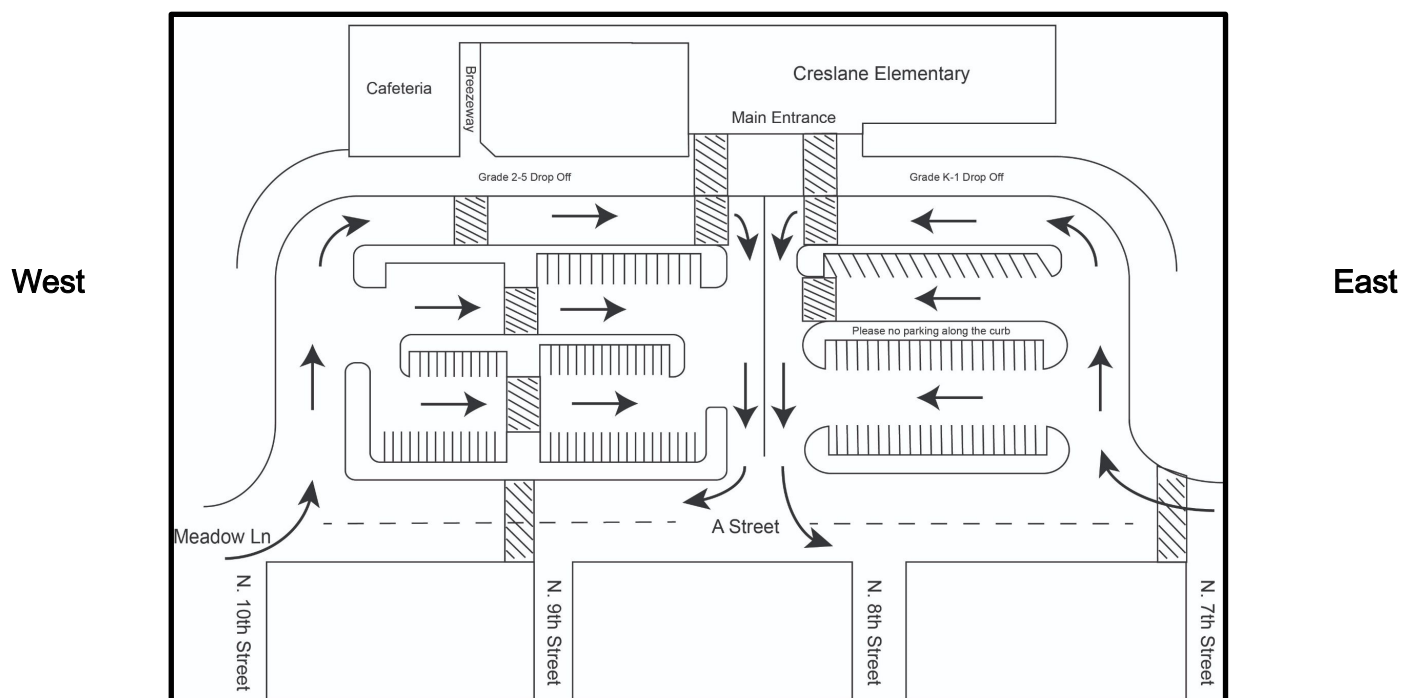 Creslane Elementary
Cafeteria
Breezeway
Main Entrance
Grade 2-5 Drop Off
Grade K-1 Drop Off
West
East
Please no parking along the curb
A Street
Meadow Ln
N. 10th Street
N. 9th Street
N. 8th Street
N. 7th Street